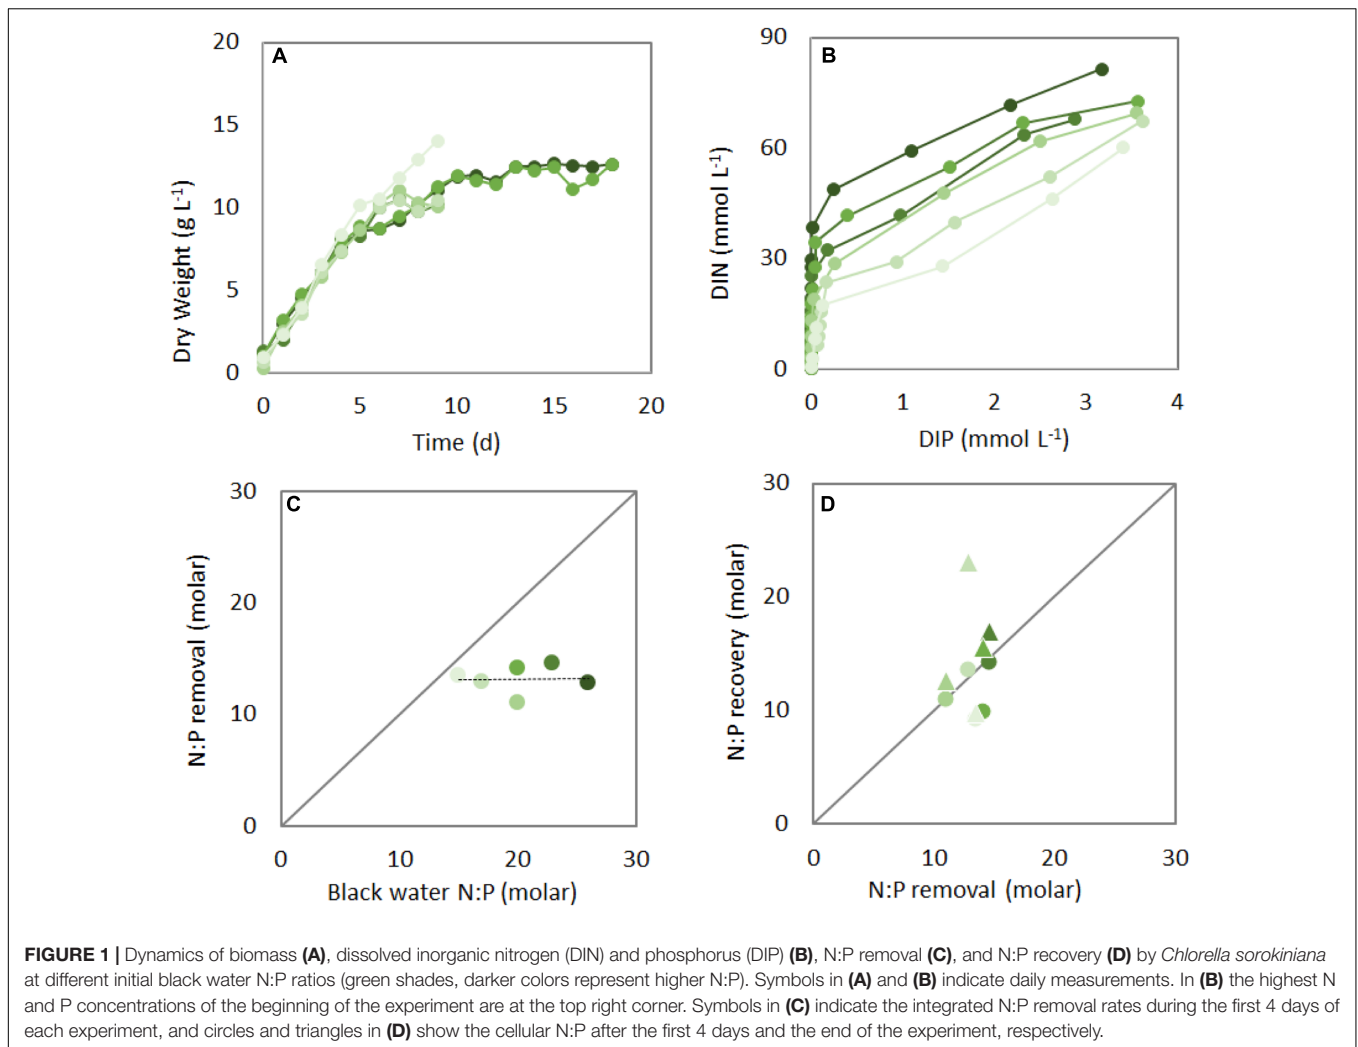 A
20
15
10
5
0
Dry Weight (g L-1)
0 5 10 15 20
Time (d)
B
90
60
30
0
DIN (mmol L-1)
0 1 2 3 4
DIP (mmol L-1)
C
30
20
10
0
N:P removal (molar)
0 10 20 30
Black water N:P (molar)
D
30
20
10
0
N:P recovery (molar)
0 10 20 30
N:P removal (molar)
FIGURE 1 | Dynamics of biomass (A), dissolved inorganic nitrogen (DIN) and phosphorus (DIP) (B), N:P removal (C), and N:P recovery (D) by Chlorella sorokiniana
at different initial black water N:P ratios (green shades, darker colors represent higher N:P). Symbols in (A) and (B) indicate daily measurements. In (B) the highest N
and P concentrations of the beginning of the experiment are at the top right corner. Symbols in (C) indicate the integrated N:P removal rates during the first 4 days of
each experiment, and circles and triangles in (D) show the cellular N:P after the first 4 days and the end of the experiment, respectively.